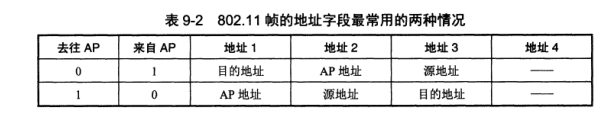 表 9-2 802.11 帧的地址字段最常用的两种情况
去往 AP 来自 AP 地址 1 地址 2 地址 3 地址 4
0 1 目的地址 AP 地址 源地址 ——
1 0 AP 地址 源地址 目的地址 ——